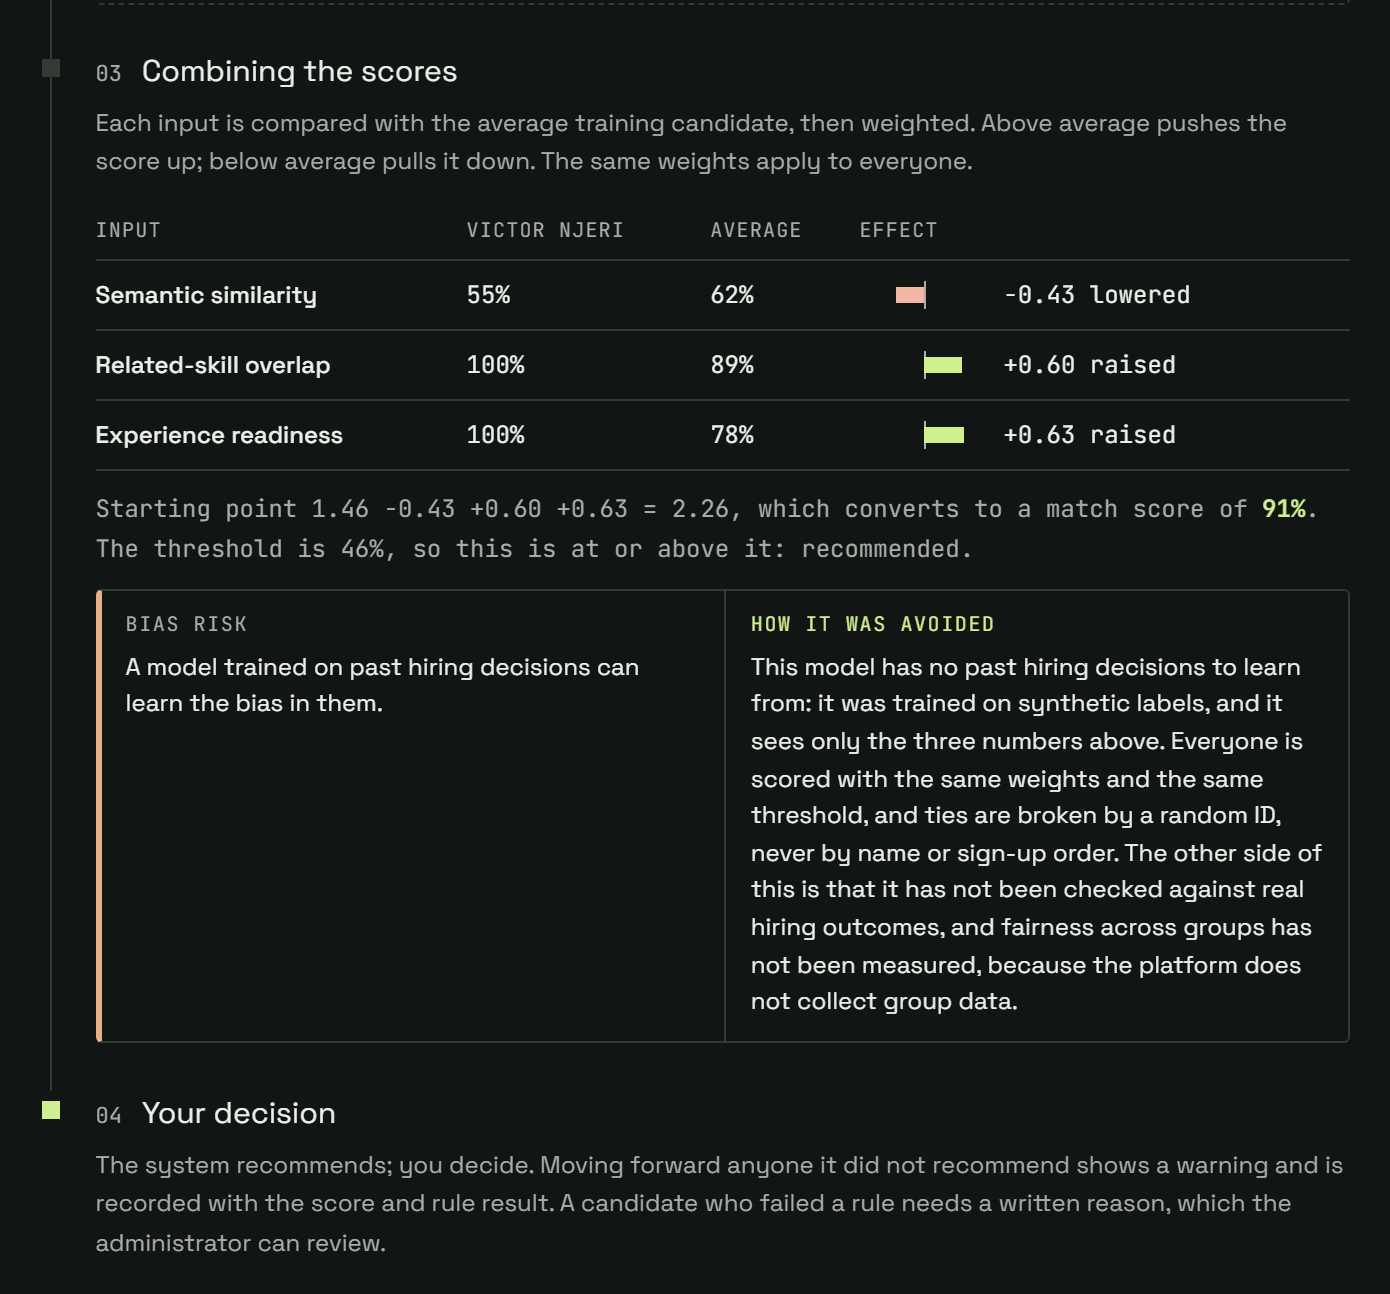 03 Combining the scores
Each input is compared with the average training candidate, then weighted. Above average pushes the
score up; below average pulls it down. The same weights apply to everyone.
INPUT VICTOR NJERI AVERAGE EFFECT
Semantic similarity 55% 62% -0.43 lowered
Related-skill overlap 100% 89% +0.60 raised
Experience readiness 100% 78% +0.63 raised
Starting point 1.46 -0.43 +0.60 +0.63 = 2.26, which converts to a match score of 91%.
The threshold is 46%, so this is at or above it: recommended.
BIAS RISK
A model trained on past hiring decisions can
learn the bias in them.
HOW IT WAS AVOIDED
This model has no past hiring decisions to learn
from: it was trained on synthetic labels, and it
sees only the three numbers above. Everyone is
scored with the same weights and the same
threshold, and ties are broken by a random ID,
never by name or sign-up order. The other side of
this is that it has not been checked against real
hiring outcomes, and fairness across groups has
not been measured, because the platform does
not collect group data.
04 Your decision
The system recommends; you decide. Moving forward anyone it did not recommend shows a warning and is
recorded with the score and rule result. A candidate who failed a rule needs a written reason, which the
administrator can review.